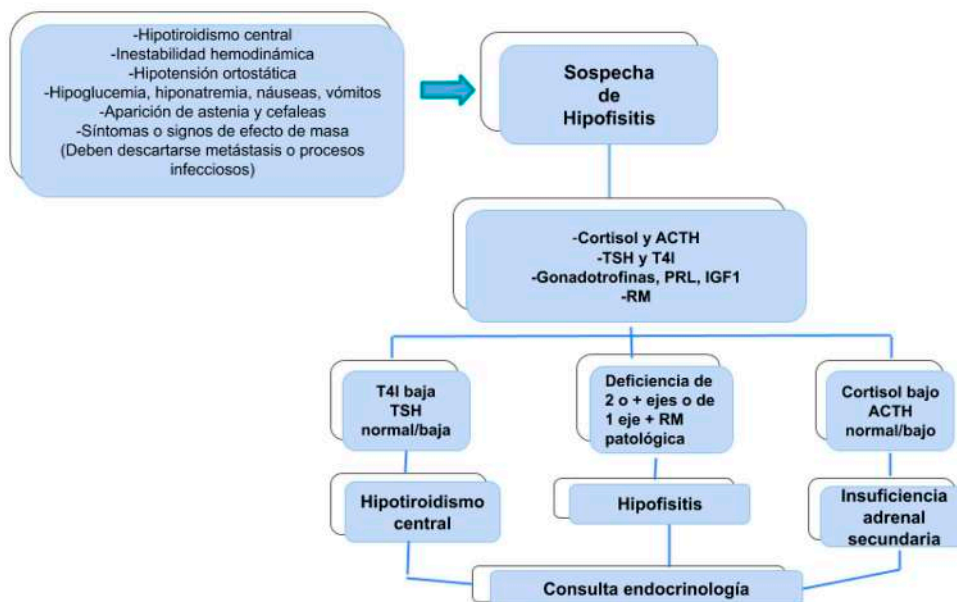 -Hipotiroidismo central
-Inestabilidad hemodinámica
-Hipotensión ortostática
-Hipoglucemia, hiponatremia, náuseas, vómitos
-Aparición de astenia y cefaleas
-Síntomas o signos de efecto de masa
(Deben descartarse metástasis o procesos
infecciosos)
Sospecha
de
Hipofisitis
-Cortisol y ACTH
-TSH y T4l
-Gonadotrofinas, PRL, IGF1
-RM
T4l baja
TSH
normal/baja
Deficiencia de
2 o + ejes o de
1 eje + RM
patológica
Cortisol bajo
ACTH
normal/bajo
Hipotiroidismo
central
Hipofisitis
Insuficiencia
adrenal
secundaria
Consulta endocrinología